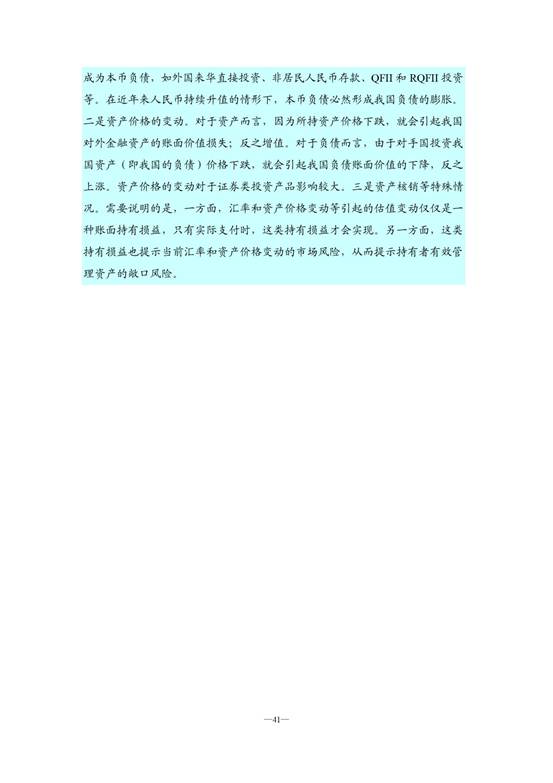 成为本币负债，如外国来华直接投资、非居民人民币存款、QFII 和 RQFII 投资
等。在近年来人民币持续升值的情形下，本币负债必然形成我国负债的膨胀。
二是资产价格的变动。对于资产而言，因为所持资产价格下跌，就会引起我国
对外金融资产的账面价值损失；反之增值。对于负债而言，由于对手国投资我
国资产（即我国的负债）价格下跌，就会引起我国负债账面价值的下降，反之
上涨。资产价格的变动对于证券类投资产品影响较大。三是资产核销等特殊情
况。需要说明的是，一方面，汇率和资产价格变动等引起的估值变动仅仅是一
种账面持有损益，只有实际支付时，这类持有损益才会实现。另一方面，这类
持有损益也提示当前汇率和资产价格变动的市场风险，从而提示持有者有效管
理资产的敞口风险。
—41—